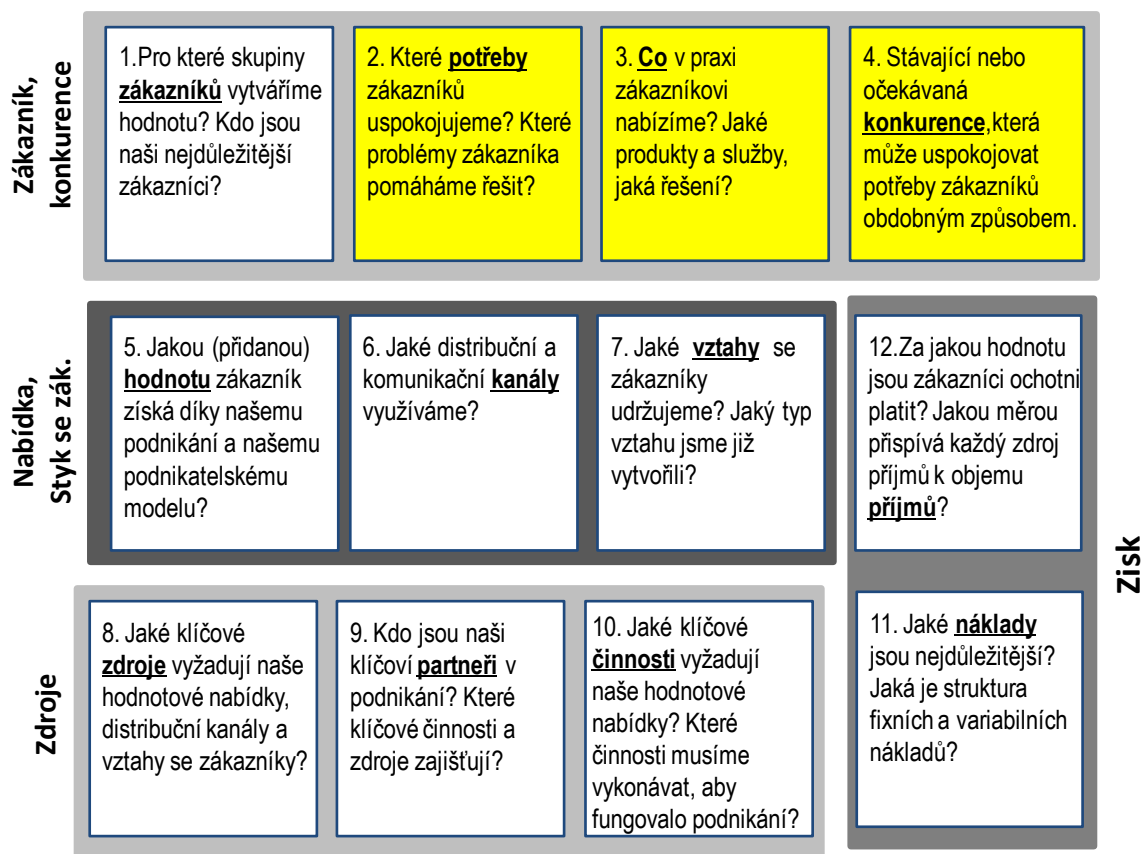 Zákazník,
konkurence
1.Pro které skupiny
zákazníků vytváříme
hodnotu? Kdo jsou
naši nejdůležitější
zákazníci?
2. Které potřeby
zákazníků
uspokojujeme? Které
problémy zákazníka
pomáháme řešit?
3. Co v praxi
zákazníkovi
nabízíme? Jaké
produkty a služby,
jaká řešení?
4. Stávající nebo
očekávaná
konkurence,která
může uspokojovat
potřeby zákazníků
obdobným způsobem.
Nabídka,
Styk se zák.
5. Jakou (přidanou)
hodnotu zákazník
získá díky našemu
podnikání a našemu
podnikatelskému
modelu?
6. Jaké distribuční a
komunikační kanály
využíváme?
7. Jaké vztahy se
zákazníky
udržujeme? Jaký typ
vztahu jsme již
vytvořili?
12.Za jakou hodnotu
jsou zákazníci ochotni
platit? Jakou měrou
přispívá každý zdroj
příjmů k objemu
příjmů?
Zisk
Zdroje
8. Jaké klíčové
zdroje vyžadují naše
hodnotové nabídky,
distribuční kanály a
vztahy se zákazníky?
9. Kdo jsou naši
klíčoví partneři v
podnikání? Které
klíčové činnosti a
zdroje zajišťují?
10. Jaké klíčové
činnosti vyžadují
naše hodnotové
nabídky? Které
činnosti musíme
vykonávat, aby
fungovalo podnikání?
11. Jaké náklady
jsou nejdůležitější?
Jaká je struktura
fixních a variabilních
nákladů?